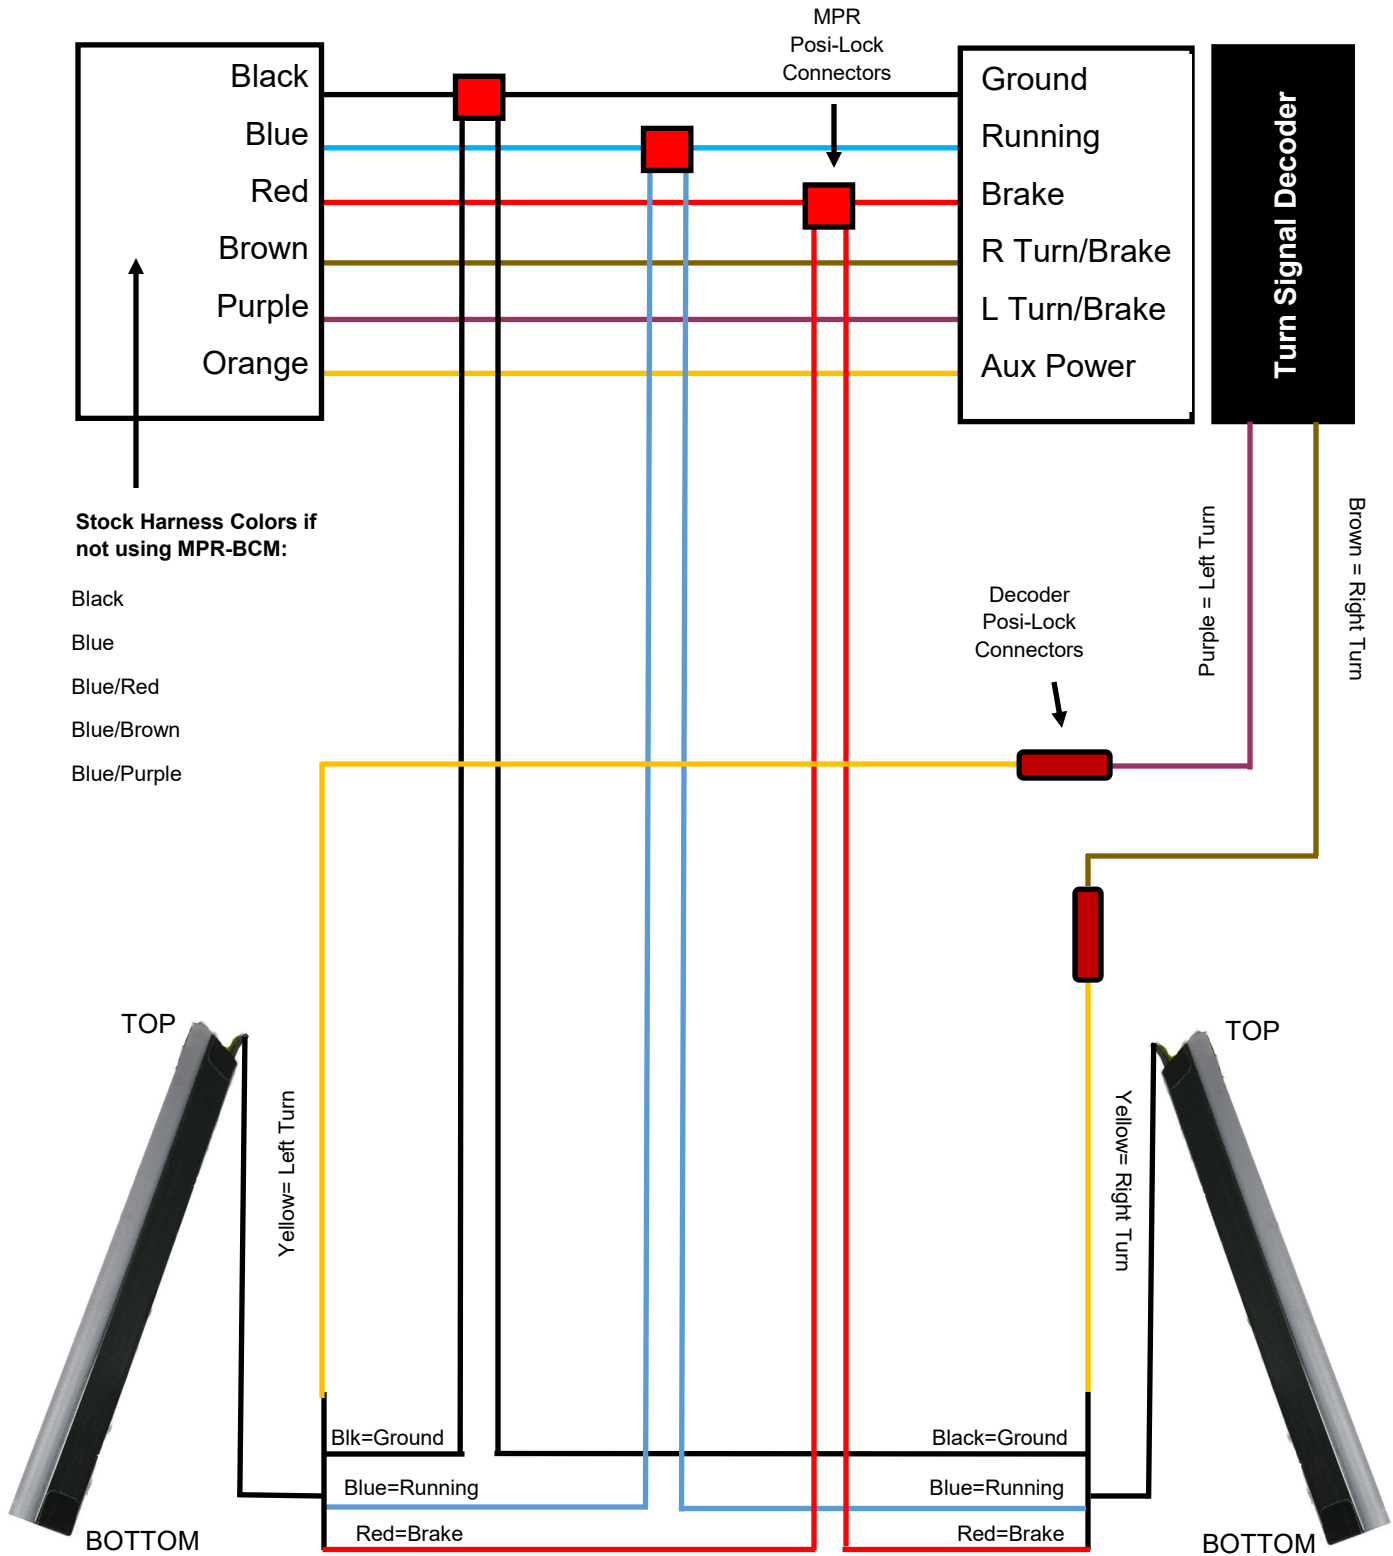 MPR
Posi-Lock
Connectors
Black
Blue
Red
Brown
Purple
Orange
Ground
Running
Brake
R Turn/Brake
L Turn/Brake
Aux Power
Turn Signal Decoder
Stock Harness Colors if
not using MPR-BCM:
Black
Blue
Blue/Red
Blue/Brown
Blue/Purple
Decoder
Posi-Lock
Connectors
Purple = Left Turn
Brown = Right Turn
TOP
TOP
Yellow= Left Turn
Yellow= Right Turn
Blk=Ground
Black=Ground
Blue=Running
Blue=Running
Red=Brake
Red=Brake
BOTTOM
BOTTOM